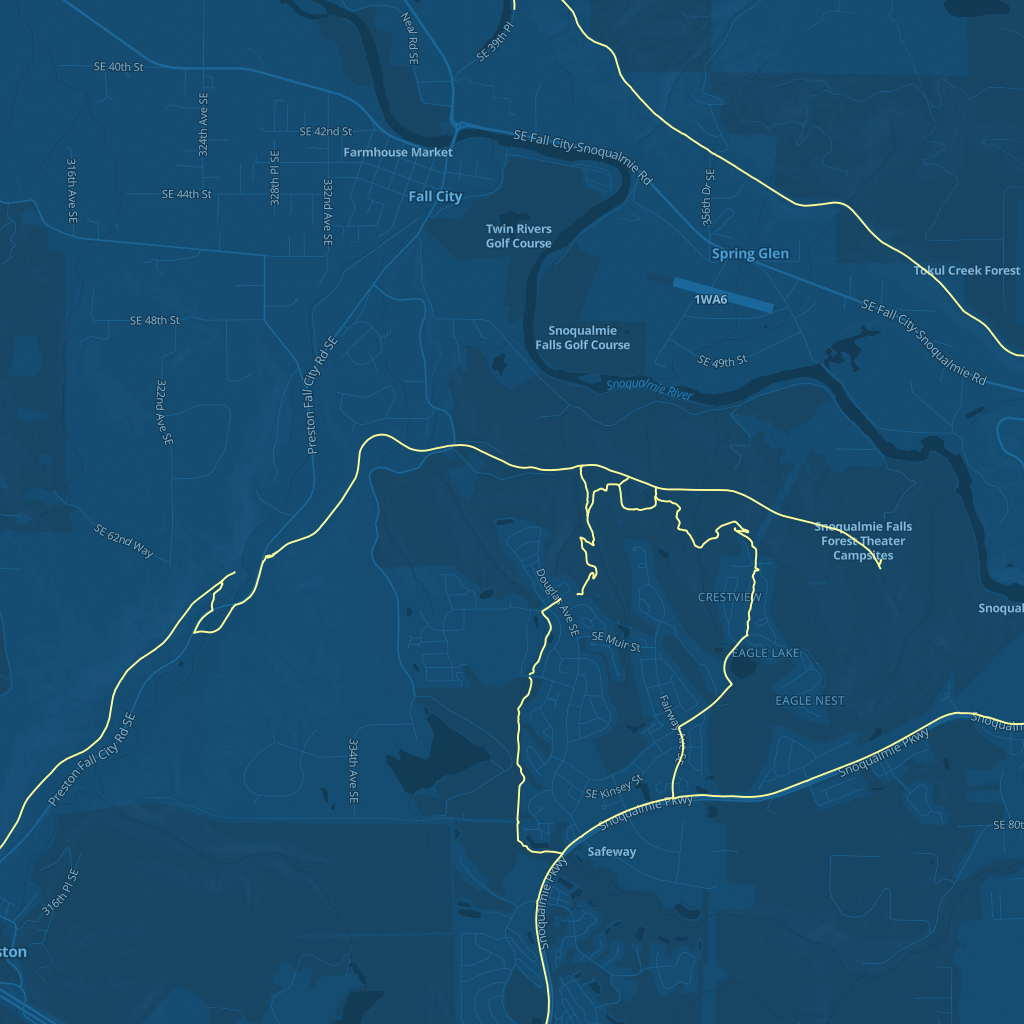 Neal Rd SE
SE 39th Pl
SE 40th St
324th Ave SE
SE 42nd St
SE Fall City-Snoqualmie Rd
Farmhouse Market
316th Ave SE
328th Pl SE
332nd Ave SE
SE 44th St
Fall City
356th Dr SE
Twin Rivers
Golf Course
Spring Glen
Tokul Creek Forest
1WA6
SE 48th St
SE Fall City-Snoqualmie Rd
Snoqualmie
Falls Golf Course
Preston Fall City Rd SE
SE 49th St
Snoqualmie River
322nd Ave SE
Snoqualmie Falls
Forest Theater
Campsites
SE 62nd Way
Douglas Ave SE
CRESTVIEW
Snoqual
SE Muir St
EAGLE LAKE
EAGLE NEST
Fairway Ave SE
Snoqualm
Preston Fall City Rd SE
334th Ave SE
Snoqualmie Pkwy
SE Kinsey St
Snoqualmie Pkwy
SE 80t
Safeway
316th Pl SE
Snoqualmie Pkwy
ston